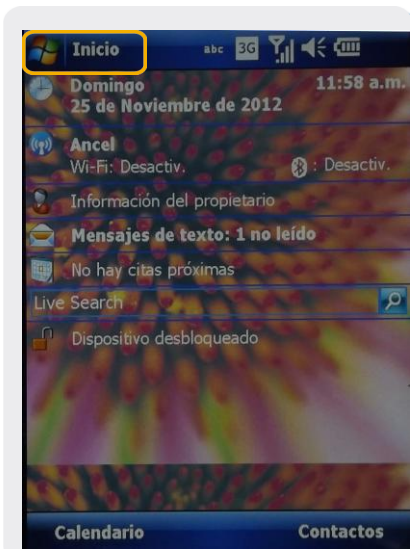 Inicio abc 3G
Domingo 11:58 a.m.
25 de Noviembre de 2012
Ancel
Wi-Fi: Desactiv. : Desactiv.
Información del propietario
Mensajes de texto: 1 no leído
No hay citas próximas
Live Search
Dispositivo desbloqueado
Calendario Contactos